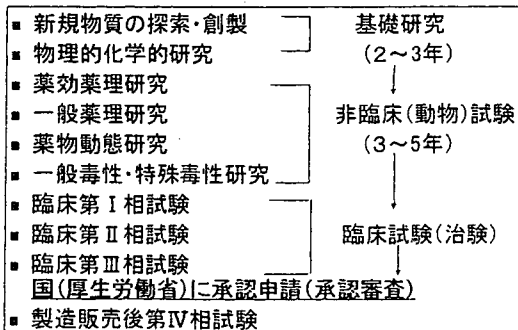 ■ 新規物質の探索・創製 基礎研究
■ 物理的化学的研究 (2～3年)
■ 薬効薬理研究
■ 一般薬理研究 非臨床(動物)試験
■ 薬物動態研究 (3～5年)
■ 一般毒性・特殊毒性研究
■ 臨床第Ⅰ相試験
■ 臨床第Ⅱ相試験 臨床試験(治験)
■ 臨床第Ⅲ相試験
国(厚生労働省)に承認申請(承認審査)
■ 製造販売後第Ⅳ相試験